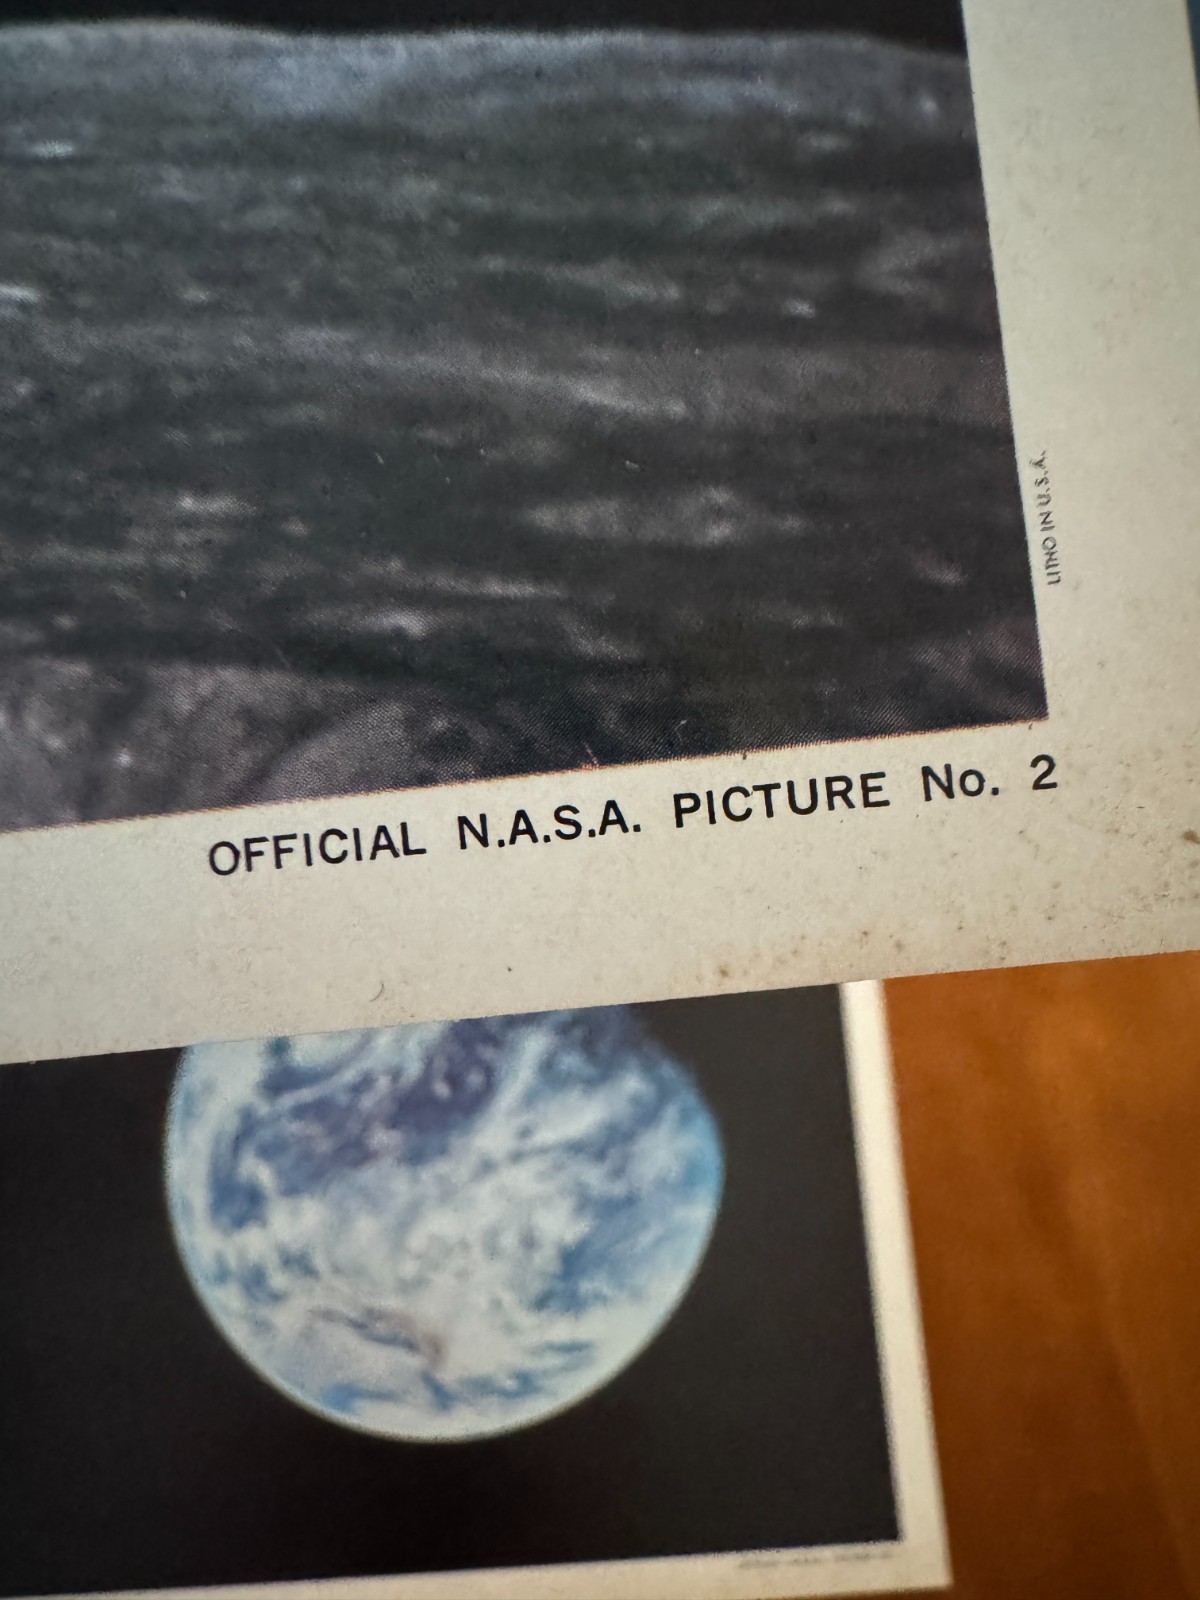 LITHO IN U.S.A.
OFFICIAL N.A.S.A. PICTURE No. 2